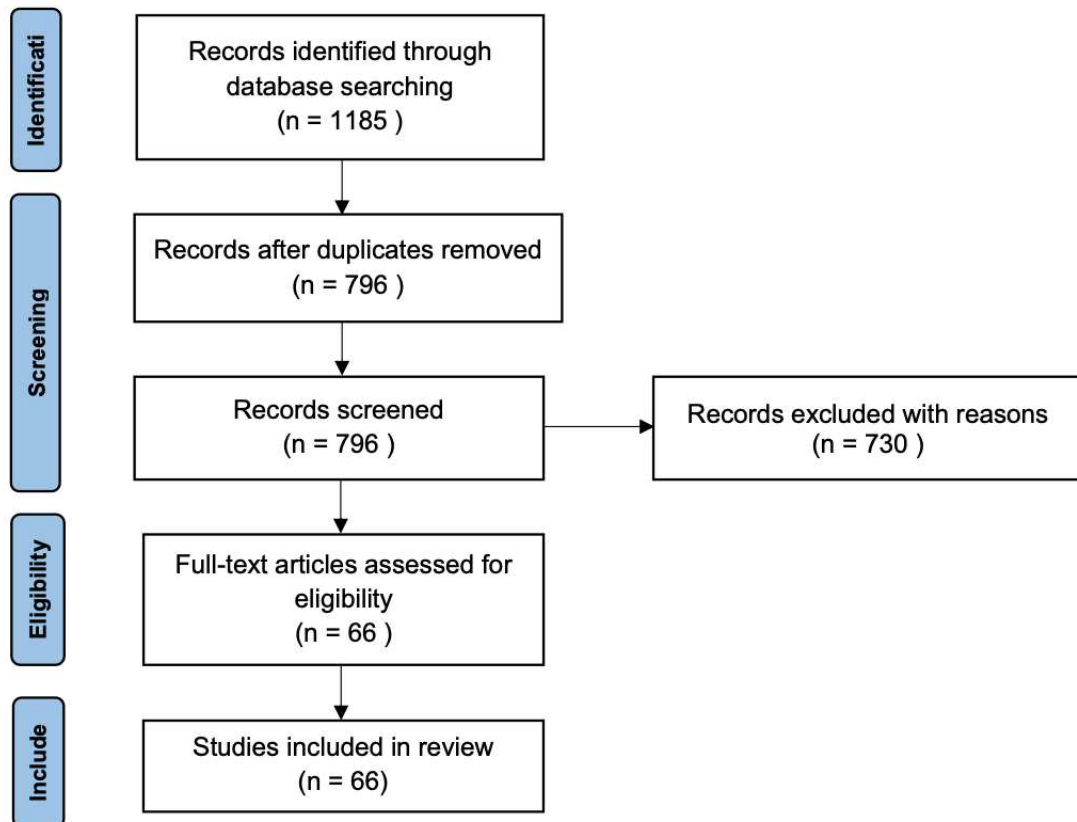 Identificati
Records identified through
database searching
(n = 1185 )
Screening
Records after duplicates removed
(n = 796 )
Records screened
(n = 796 )
Records excluded with reasons
(n = 730 )
Eligibility
Full-text articles assessed for
eligibility
(n = 66 )
Include
Studies included in review
(n = 66)